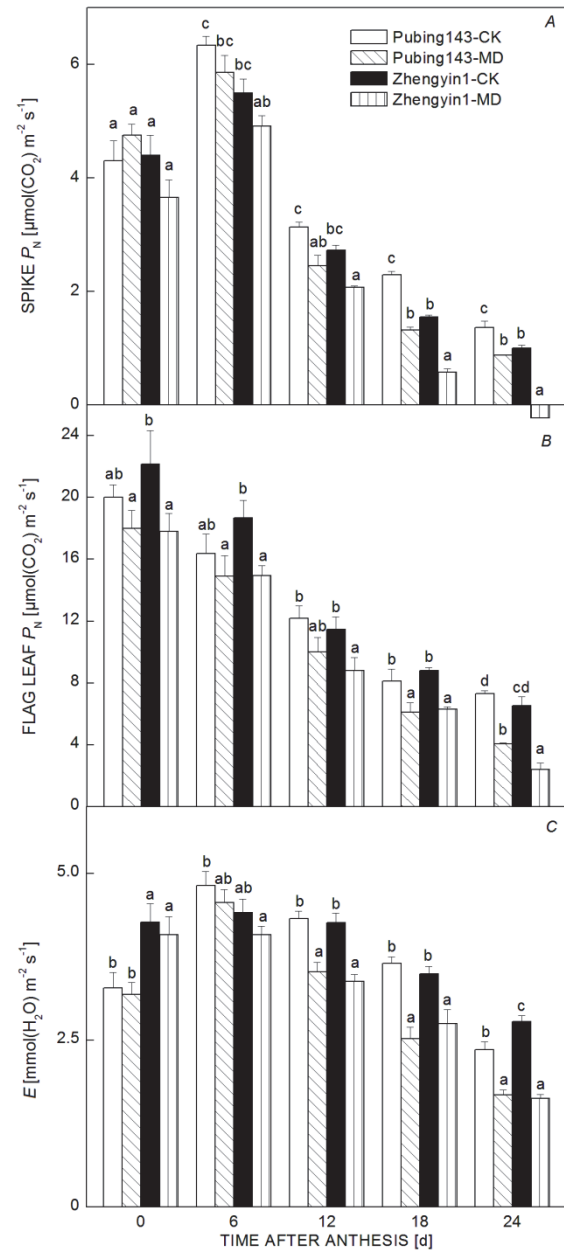 A
Pubing143-CK
Pubing143-MD
Zhengyin1-CK
Zhengyin1-MD
SPIKE PN [µmol(CO2) m−2 s−1]
6
4
2
0
a a a a
c bc bc ab
c ab bc a
c b b a
c b b a
B
FLAG LEAF PN [µmol(CO2) m−2 s−1]
24
20
16
12
8
4
0
ab a b a
ab a b a
b ab b a
b a b a
d b cd a
C
E [mmol(H2O) m−2 s−1]
5.0
2.5
0
b b a a
b ab ab a
b a b a
b a b a
b a c a
0 6 12 18 24
TIME AFTER ANTHESIS [d]